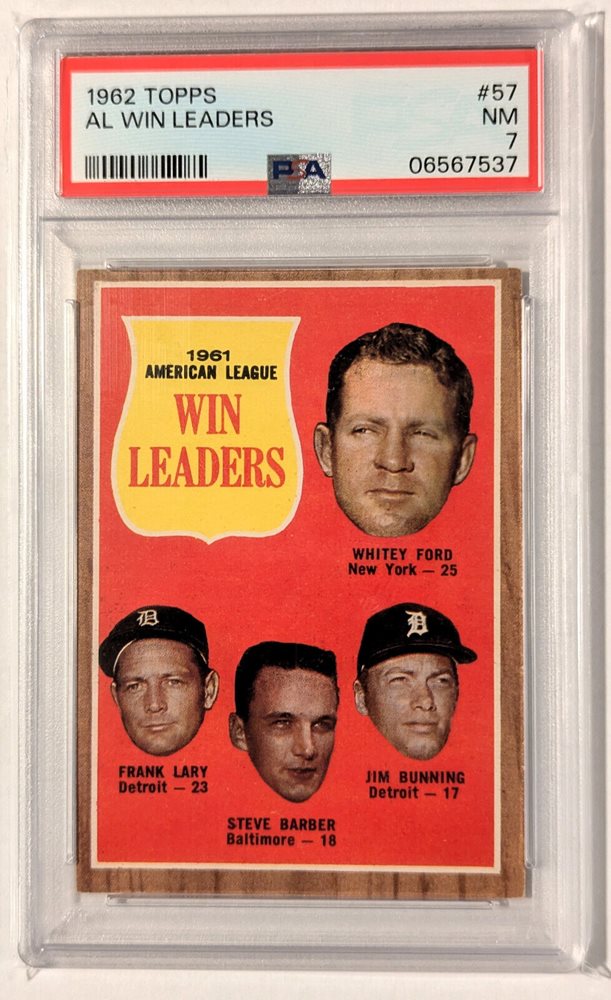 1962 TOPPS
#57
AL WIN LEADERS
NM
7
PSA
06567537
1961
AMERICAN LEAGUE
WIN
LEADERS
WHITEY FORD
New York — 25
D
D
FRANK LARY
Detroit — 23
JIM BUNNING
Detroit — 17
STEVE BARBER
Baltimore — 18